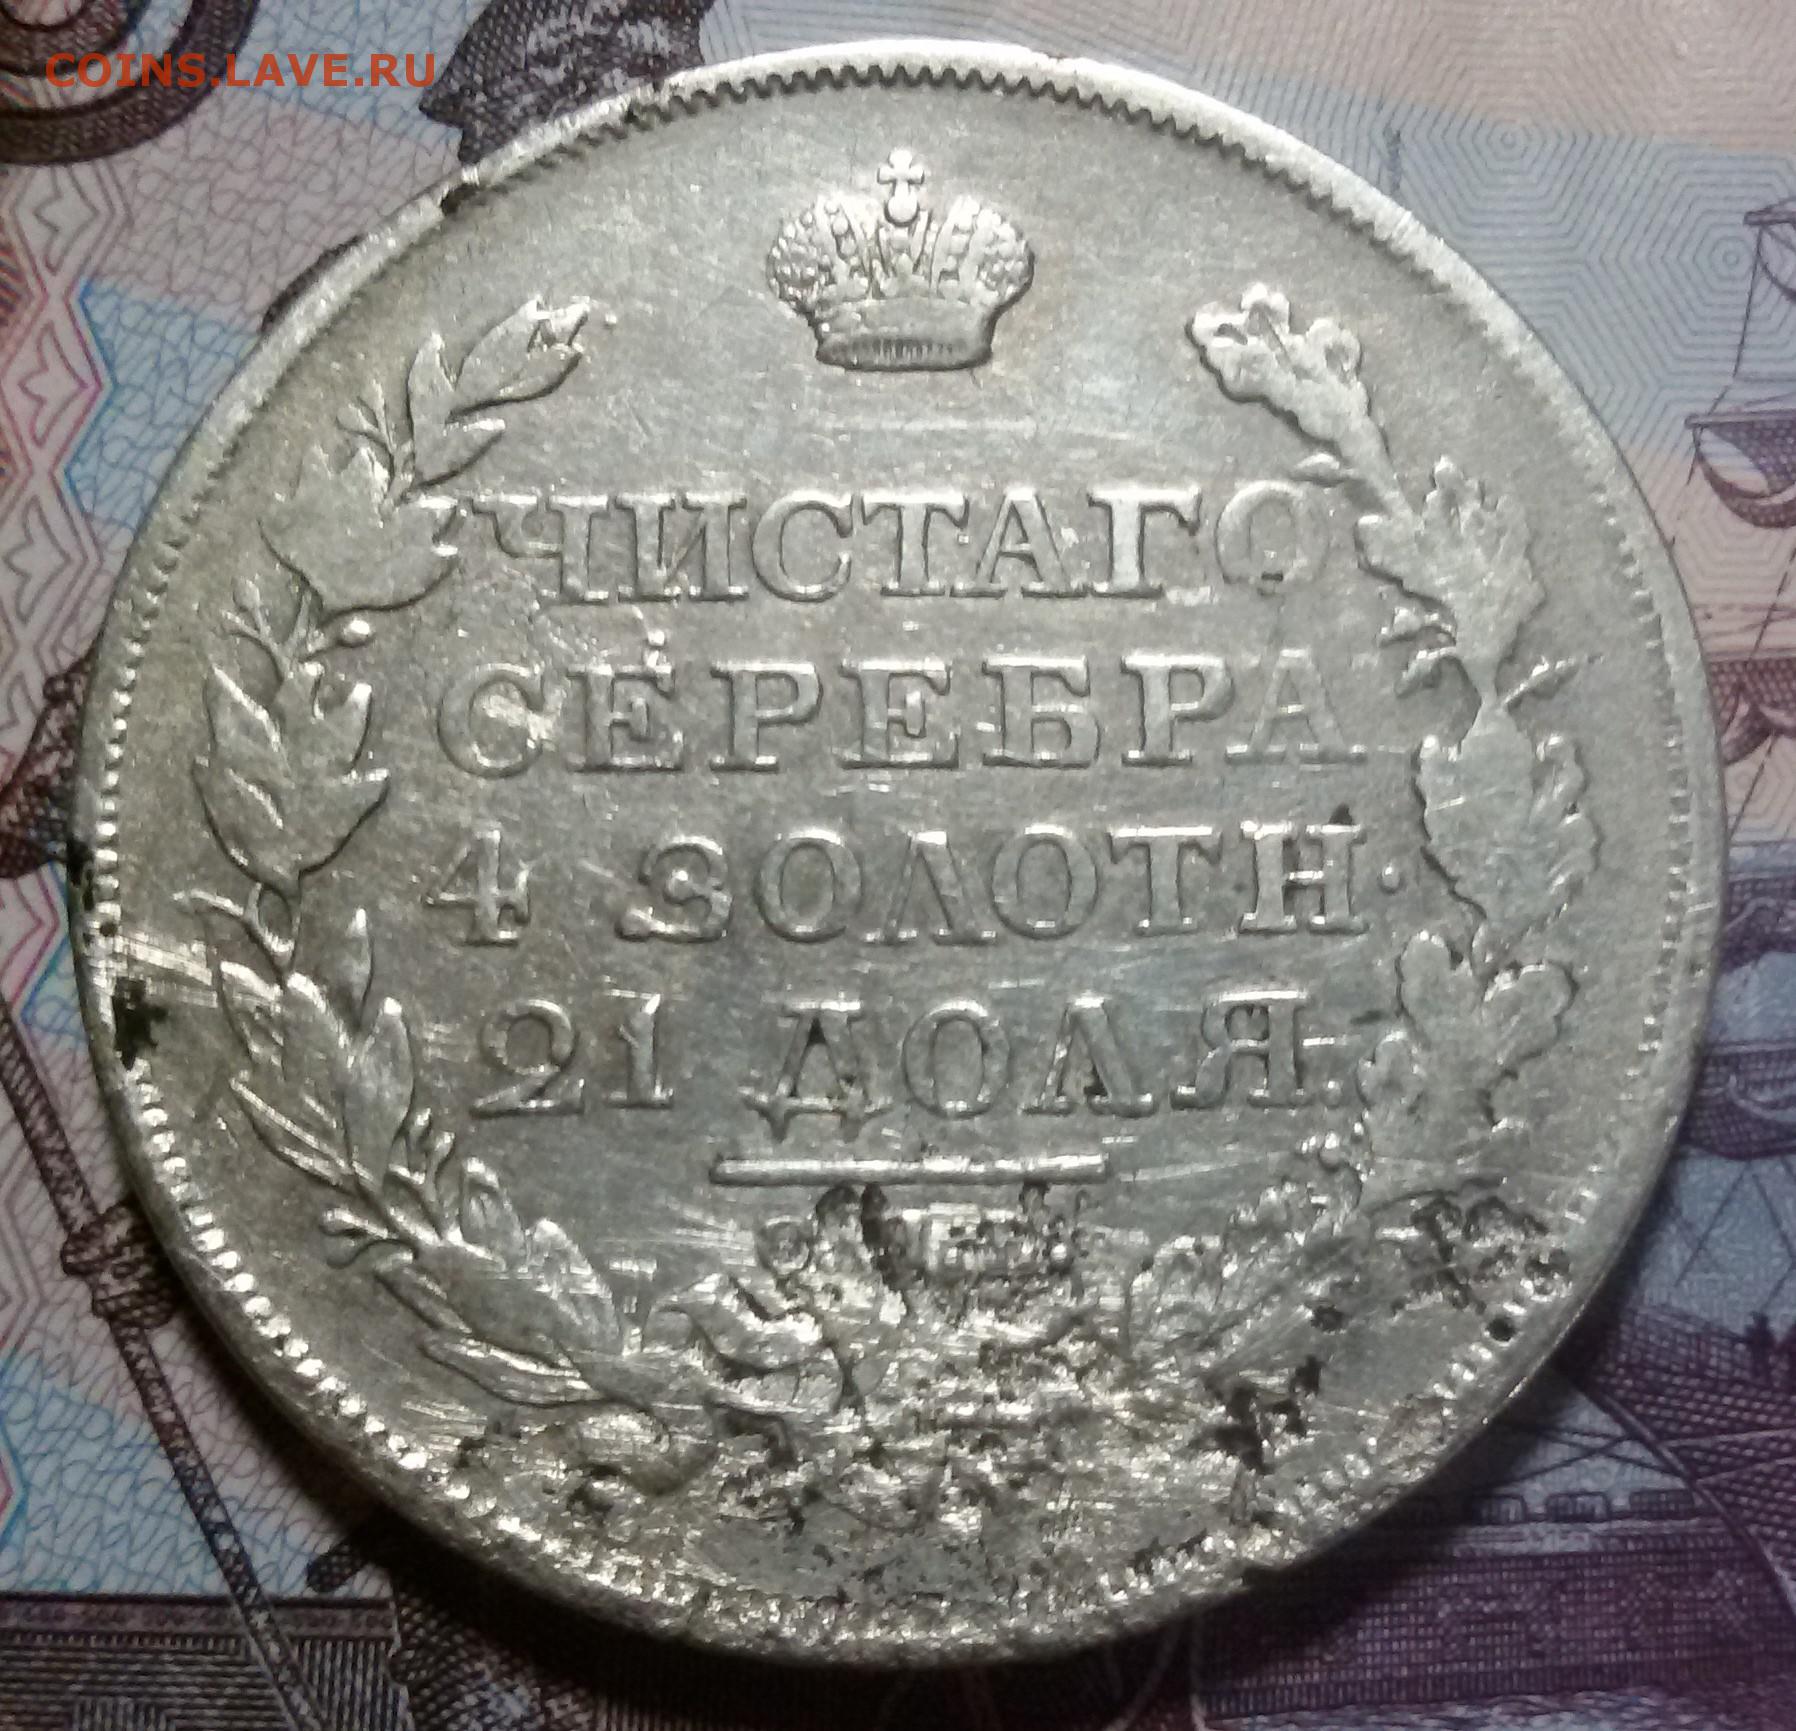 COINS.LAVE.RU
ЧИСТАГО
СЕРЕБРА
4 ЗОЛОТН.
21 ДОЛЯ.